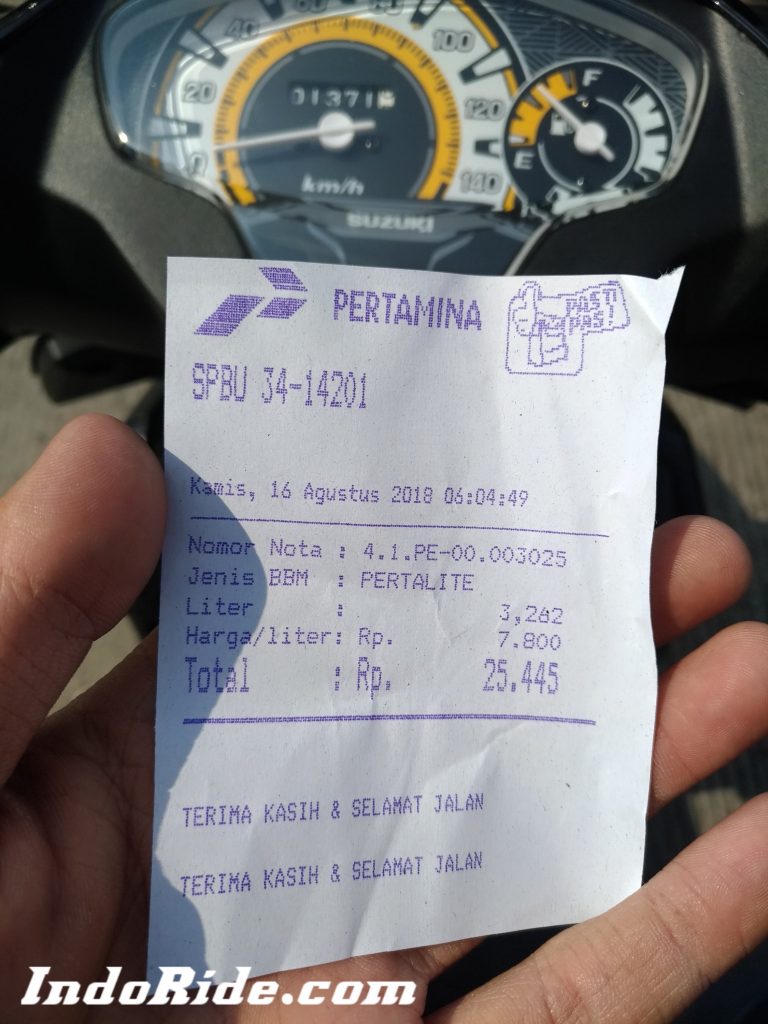 20
40
60
80
100
120
140
km/h
F
E
SUZUKI
PERTAMINA
PASTI
PAS!
SPBU 34-14201
Kamis, 16 Agustus 2018 06:04:49
Nomor Nota : 4.1.PE-00.003025
Jenis BBM : PERTALITE
Liter : 3,262
Harga/liter: Rp. 7.800
Total : Rp. 25.445
TERIMA KASIH & SELAMAT JALAN
TERIMA KASIH & SELAMAT JALAN
IndoRide.com